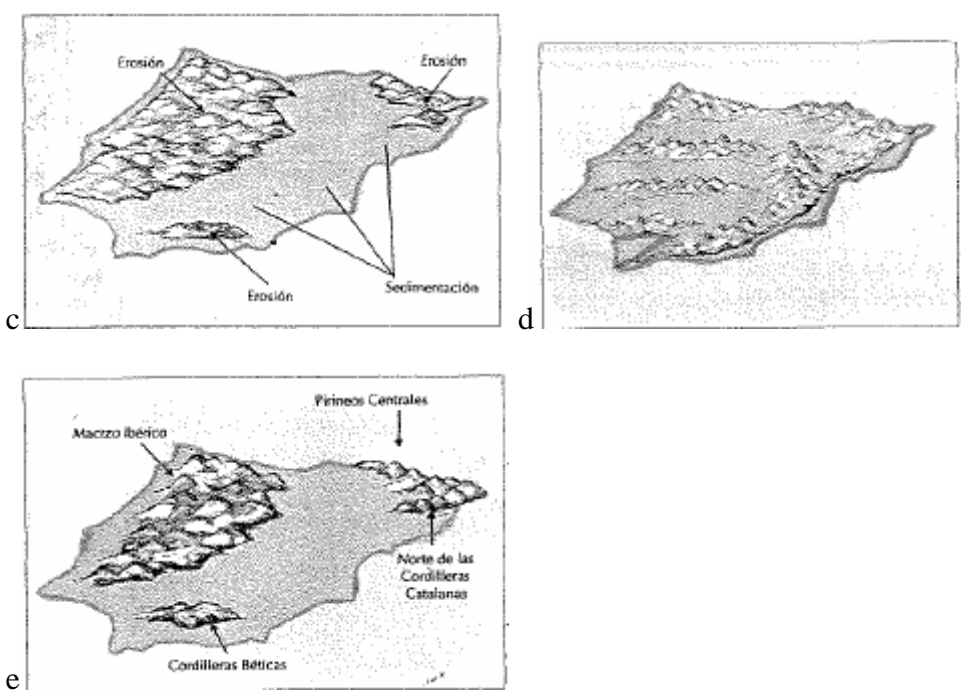 Erosión
Erosión
Erosión
Sedimentación
c
d
Pirineos Centrales
Macizo Ibérico
Norte de las
Cordilleras
Catalanas
Cordilleras Béticas
e